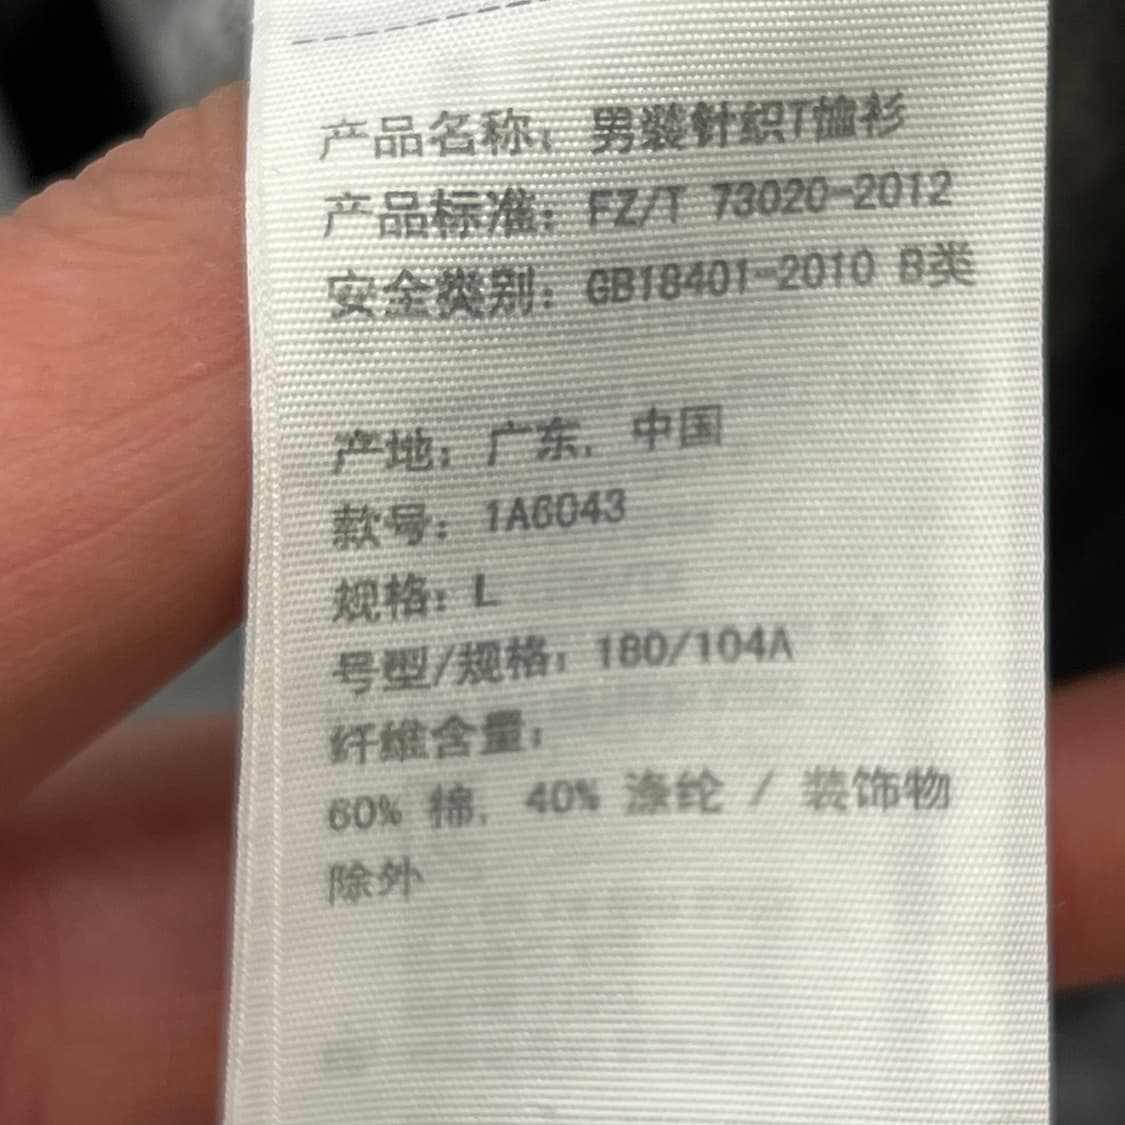 产品名称：男装针织T恤衫
产品标准：FZ/T 73020-2012
安全类别：GB18401-2010 B类
产地：广东，中国
款号：1A6043
规格：L
号型/规格：180/104A
纤维含量：
60% 棉，40% 涤纶 / 装饰物
除外